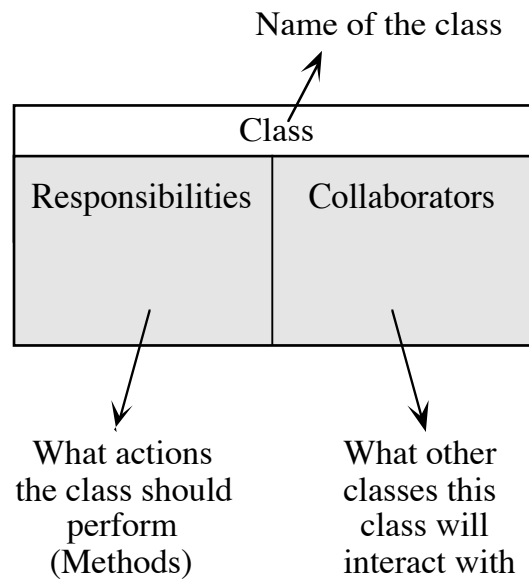 Name of the class
Class
Responsibilities
Collaborators
What actions
the class should
perform
(Methods)
What other
classes this
class will
interact with